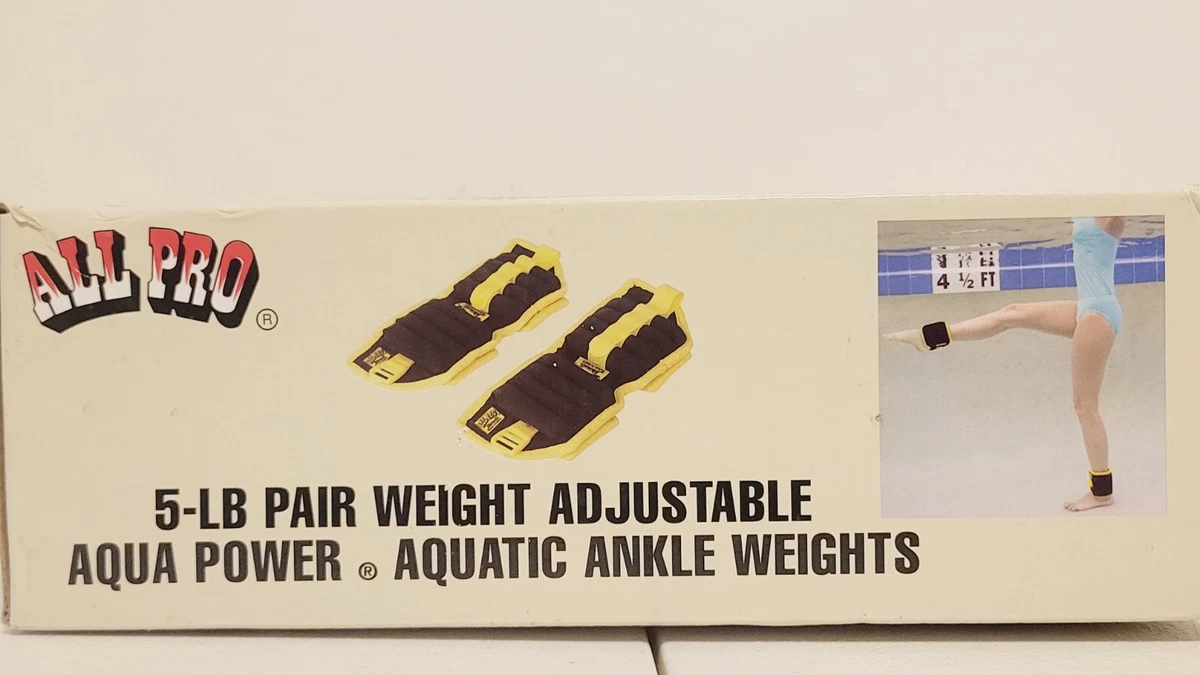 ALL PRO ®
4 ½ FT
5-LB PAIR WEIGHT ADJUSTABLE
AQUA POWER ® AQUATIC ANKLE WEIGHTS